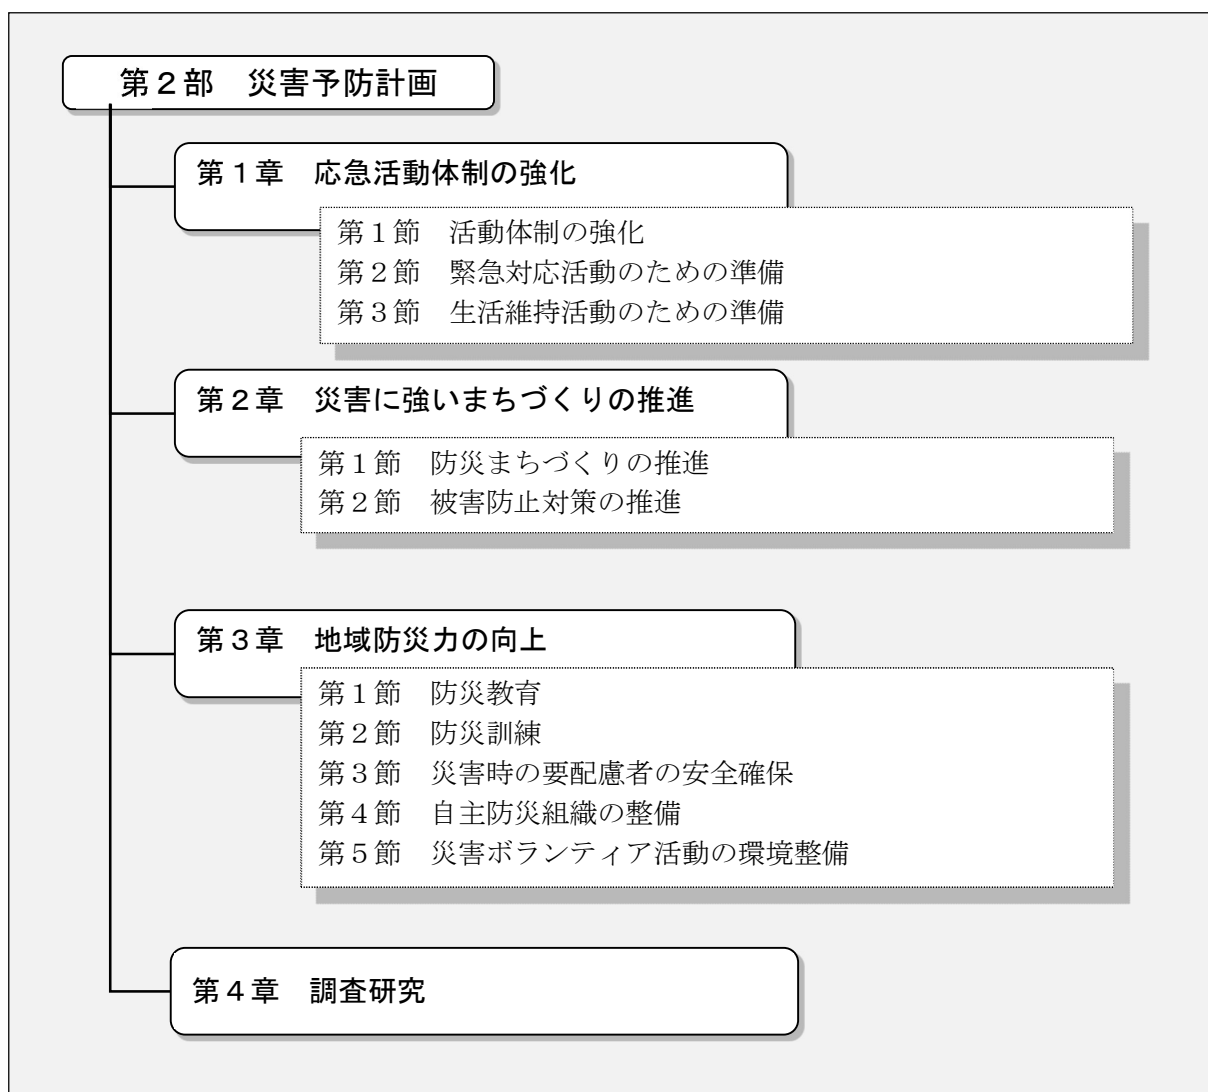 第２部　災害予防計画
第１章　応急活動体制の強化
第１節　活動体制の強化
第２節　緊急対応活動のための準備
第３節　生活維持活動のための準備
第２章　災害に強いまちづくりの推進
第１節　防災まちづくりの推進
第２節　被害防止対策の推進
第３章　地域防災力の向上
第１節　防災教育
第２節　防災訓練
第３節　災害時の要配慮者の安全確保
第４節　自主防災組織の整備
第５節　災害ボランティア活動の環境整備
第４章　調査研究